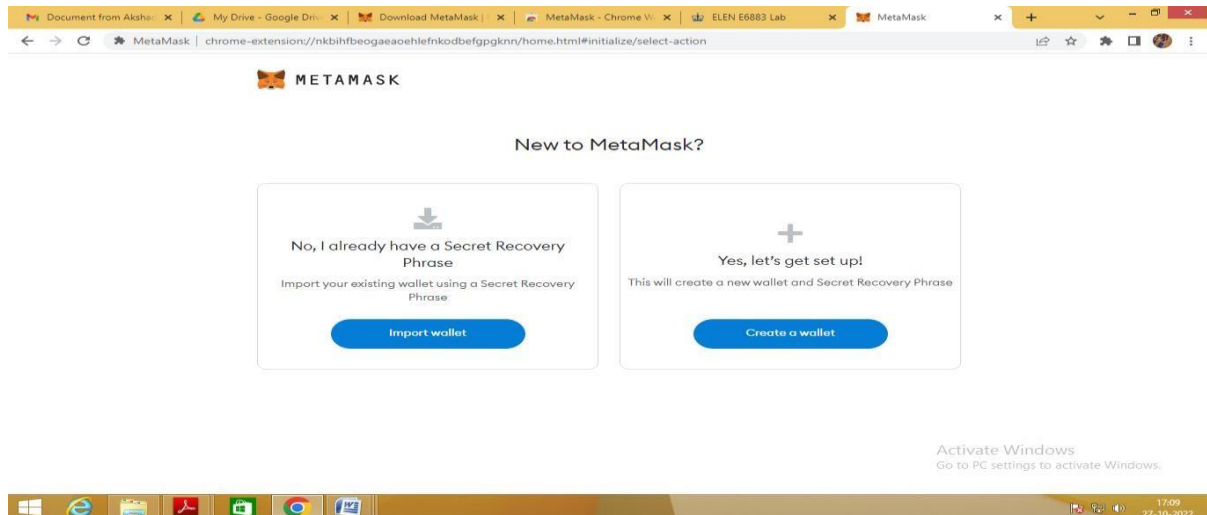 Document from Aksha
My Drive - Google Driv
Download MetaMask |
MetaMask - Chrome W
ELEN E6883 Lab
MetaMask
MetaMask | chrome-extension://nkbihfbeogaeaoehlefnkodbefgpgknn/home.html#initialize/select-action
METAMASK
New to MetaMask?
No, I already have a Secret Recovery
Phrase
Import your existing wallet using a Secret Recovery
Phrase
Import wallet
Yes, let's get set up!
This will create a new wallet and Secret Recovery Phrase
Create a wallet
Activate Windows
Go to PC settings to activate Windows.
17:09
27-10-2022